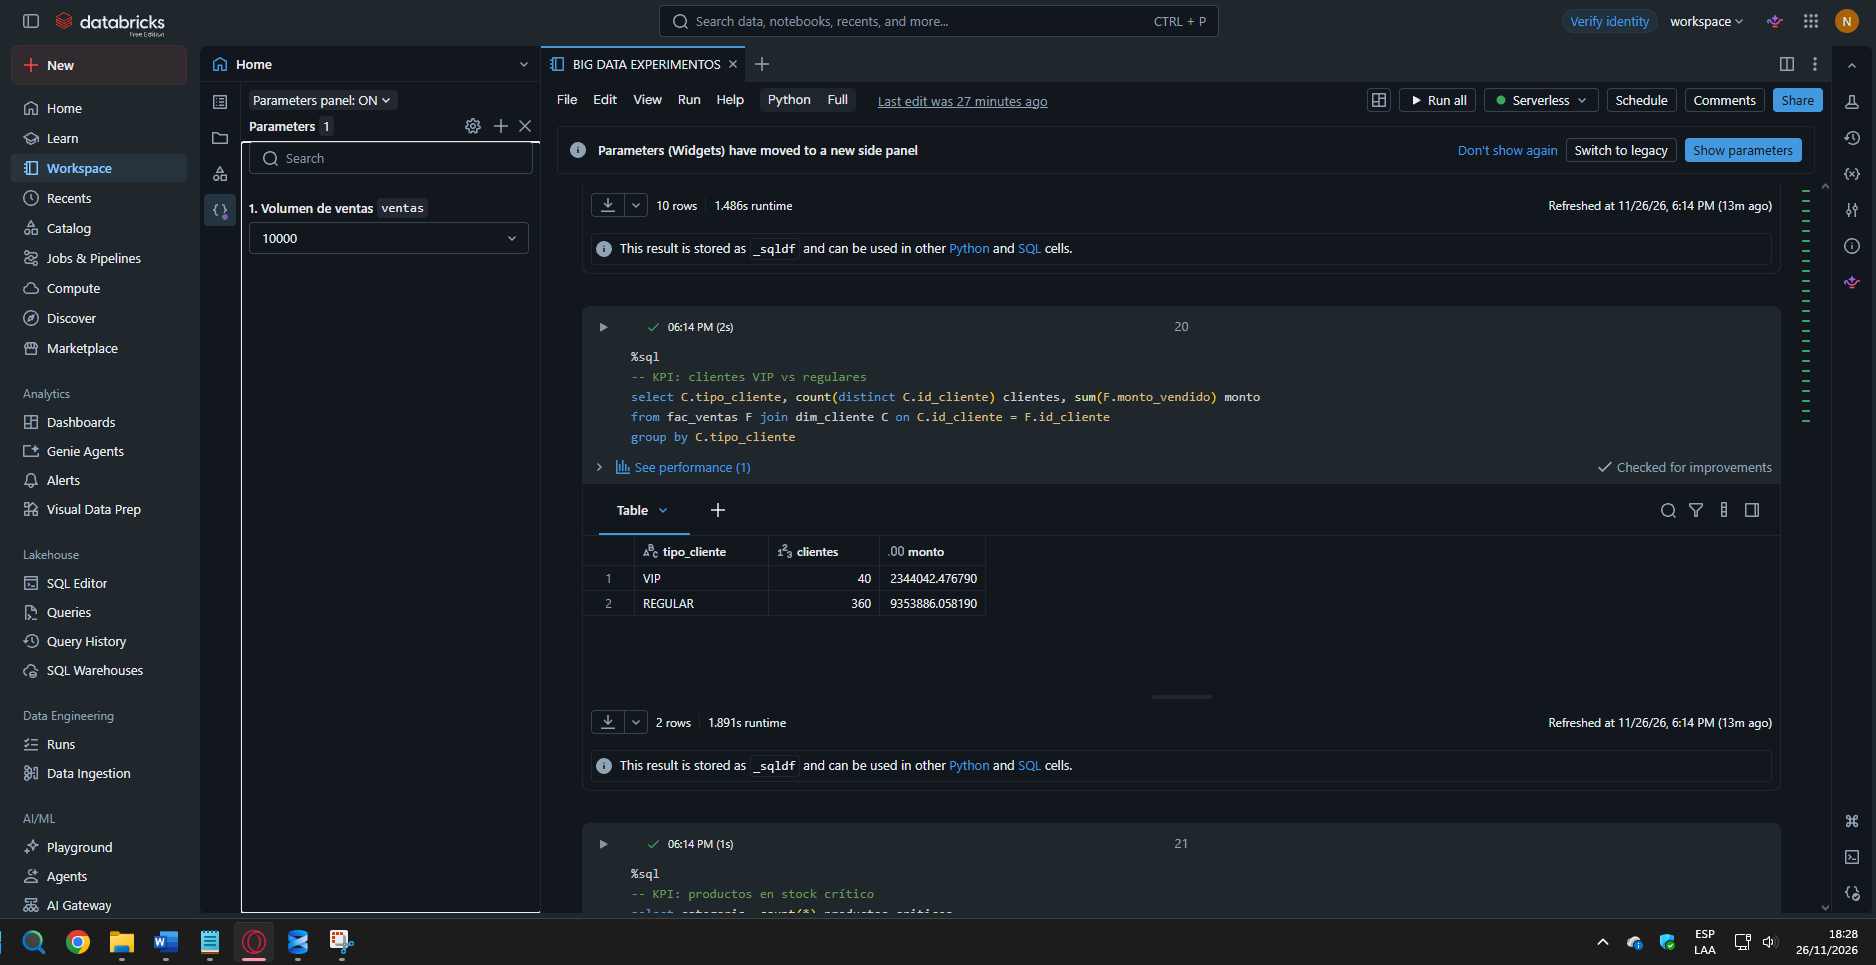 databricks
Free Edition
Search data, notebooks, recents, and more...
CTRL + P
Verify identity
workspace
N
New
Home
Learn
Workspace
Recents
Catalog
Jobs & Pipelines
Compute
Discover
Marketplace
Analytics
Dashboards
Genie Agents
Alerts
Visual Data Prep
Lakehouse
SQL Editor
Queries
Query History
SQL Warehouses
Data Engineering
Runs
Data Ingestion
AI/ML
Playground
Agents
AI Gateway
Home
Parameters panel: ON
Parameters 1
Search
1. Volumen de ventas ventas
10000
BIG DATA EXPERIMENTOS
File Edit View Run Help Python Full Last edit was 27 minutes ago
Run all
Serverless
Schedule
Comments
Share
Parameters (Widgets) have moved to a new side panel
Don't show again
Switch to legacy
Show parameters
10 rows 1.486s runtime
Refreshed at 11/26/26, 6:14 PM (13m ago)
This result is stored as _sqldf and can be used in other Python and SQL cells.
06:14 PM (2s)
20
%sql
-- KPI: clientes VIP vs regulares
select C.tipo_cliente, count(distinct C.id_cliente) clientes, sum(F.monto_vendido) monto
from fac_ventas F join dim_cliente C on C.id_cliente = F.id_cliente
group by C.tipo_cliente
See performance (1)
Checked for improvements
Table
tipo_cliente clientes .00 monto
1 VIP 40 2344042.476790
2 REGULAR 360 9353886.058190
2 rows 1.891s runtime
Refreshed at 11/26/26, 6:14 PM (13m ago)
This result is stored as _sqldf and can be used in other Python and SQL cells.
06:14 PM (1s)
21
%sql
-- KPI: productos en stock crítico
ESP
LAA
18:28
26/11/2026